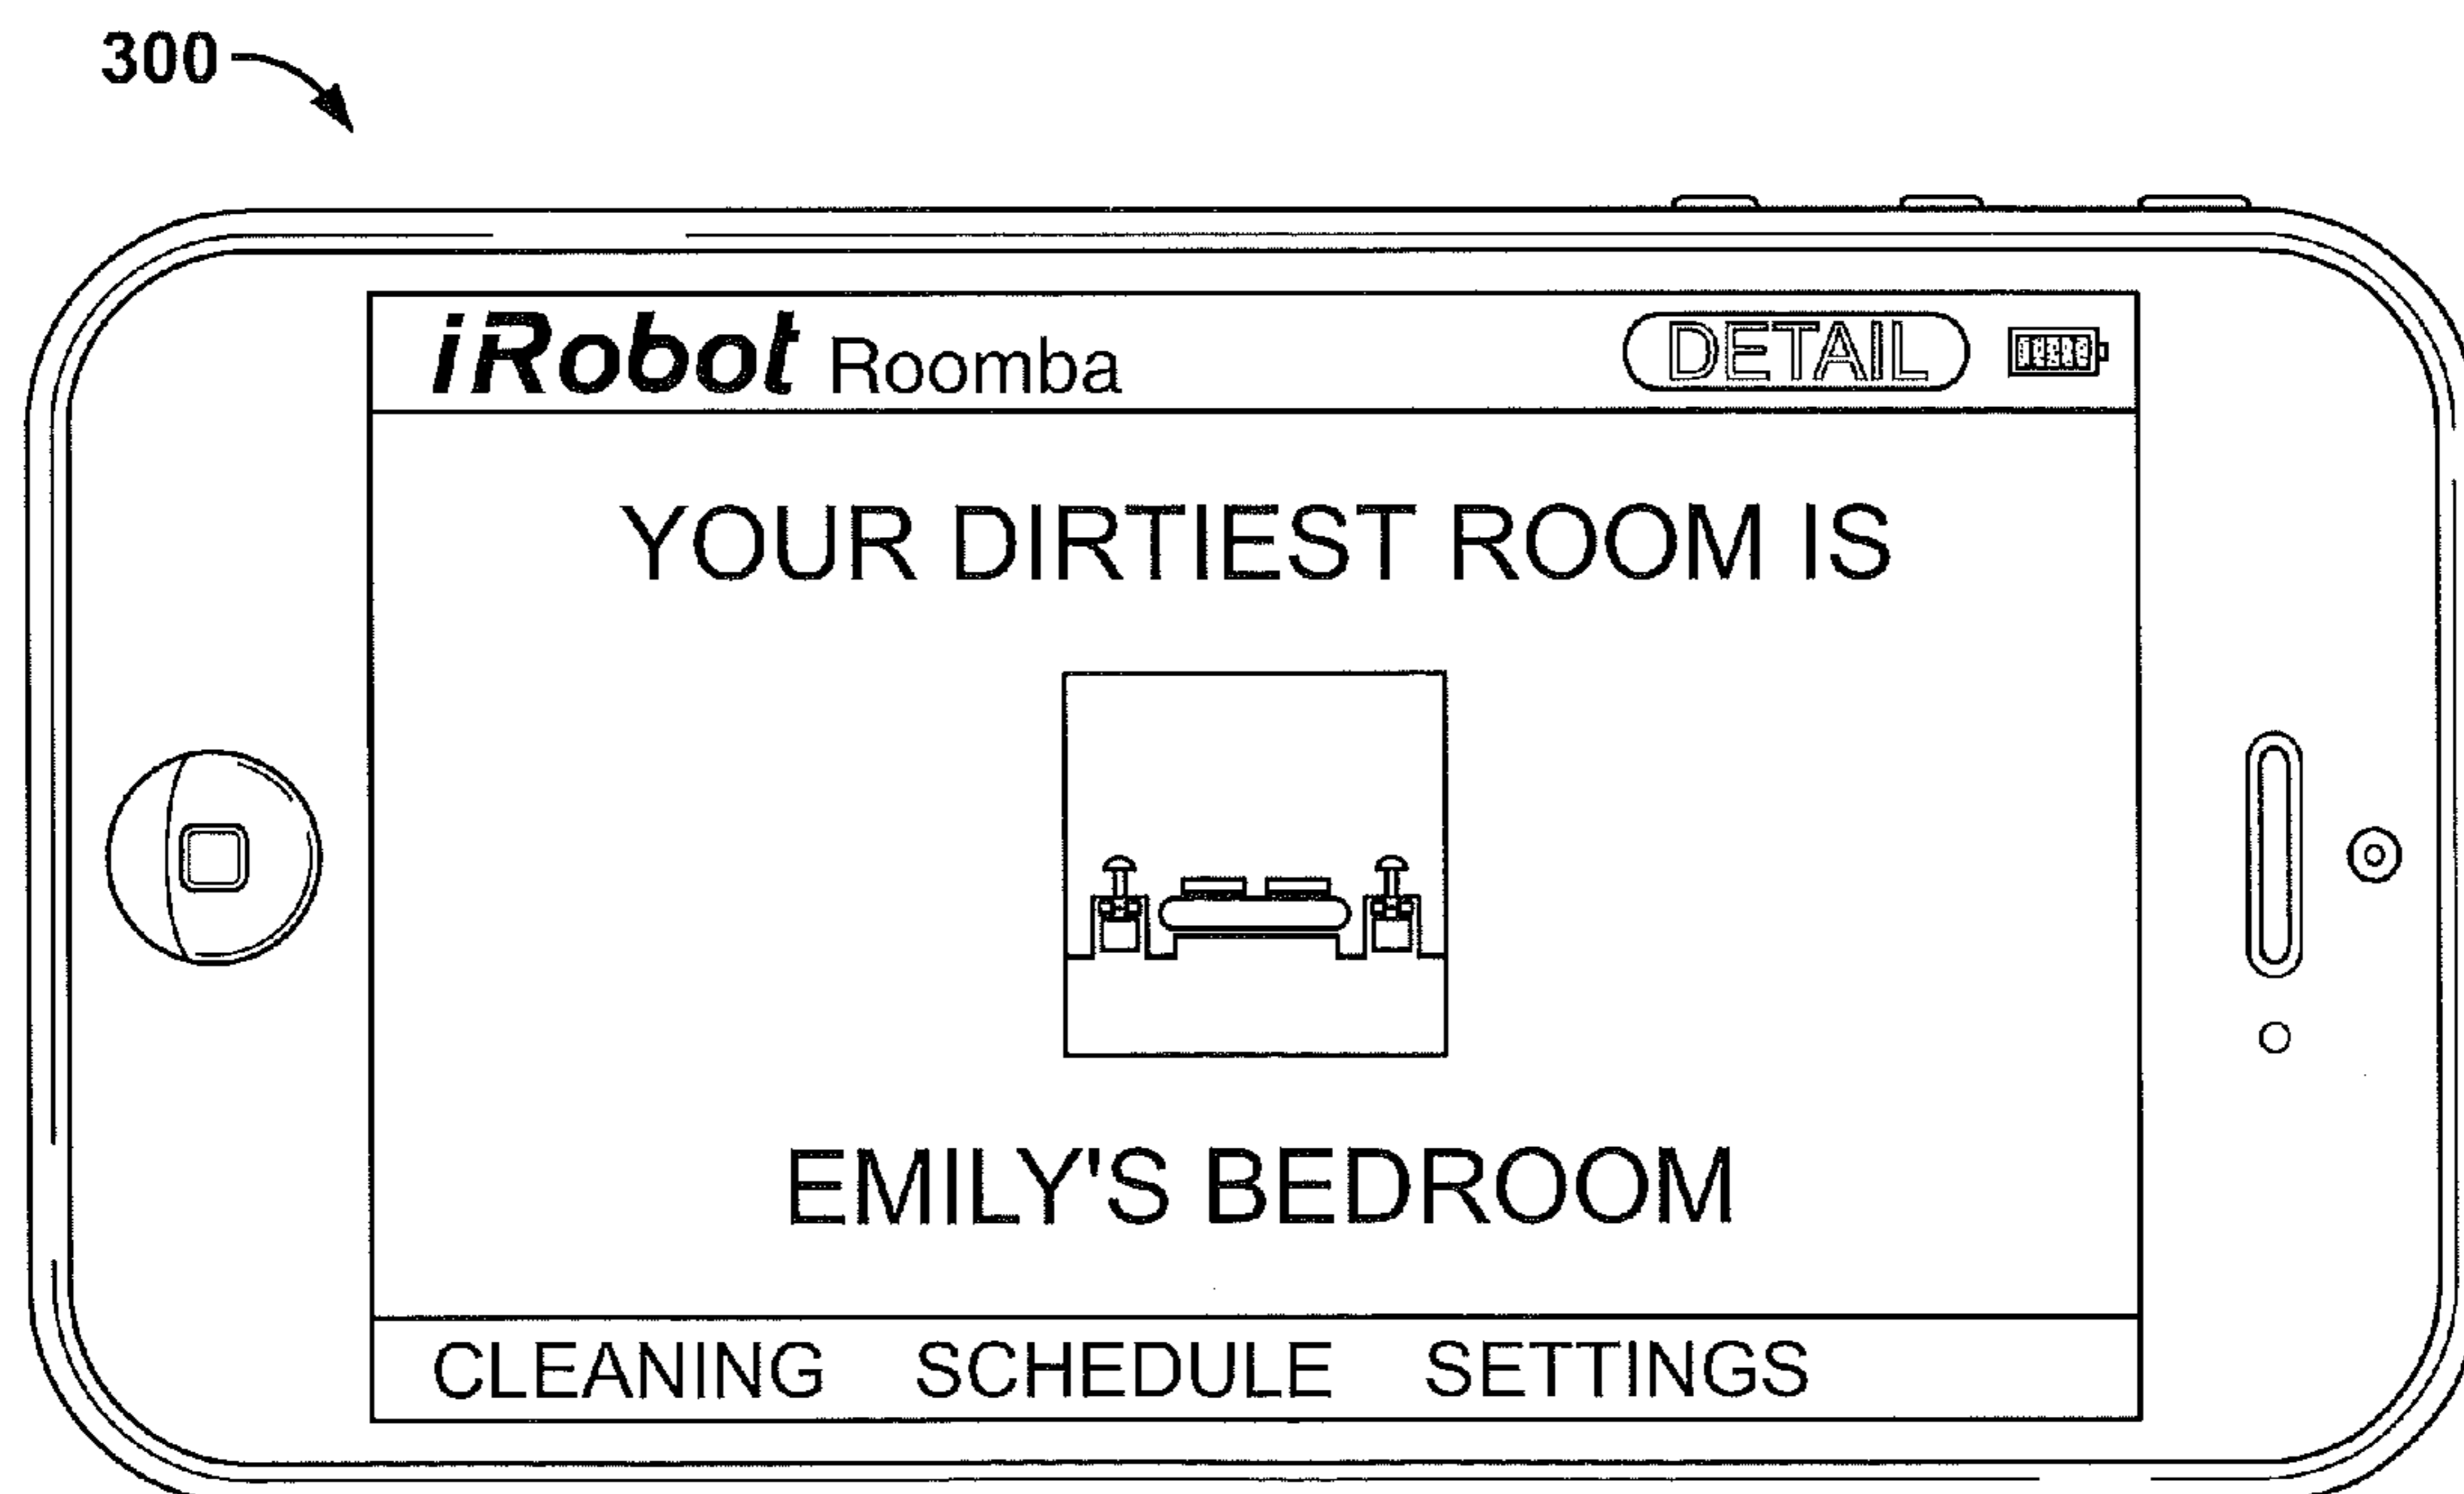 300
iRobot Roomba DETAIL
YOUR DIRTIEST ROOM IS
EMILY'S BEDROOM
CLEANING SCHEDULE SETTINGS